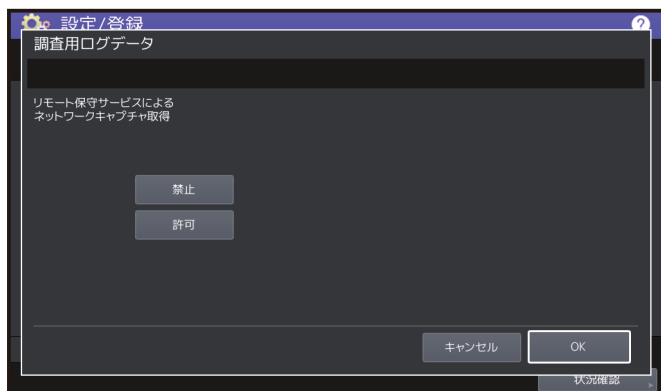 設定/登録
?
調査用ログデータ
リモート保守サービスによる
ネットワークキャプチャ取得
禁止
許可
キャンセル
OK
状況確認